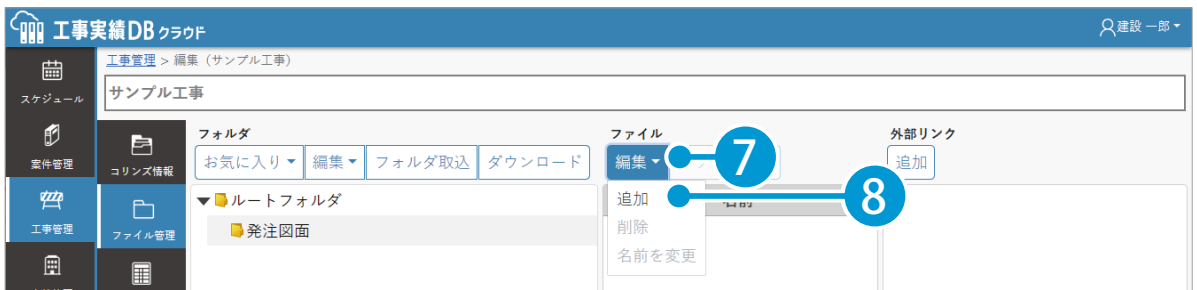 工事実績DBクラウド
建設 一郎
スケジュール
案件管理
工事管理
工事管理 > 編集（サンプル工事）
サンプル工事
コリンズ情報
ファイル管理
フォルダ
お気に入り 編集 フォルダ取込 ダウンロード
▼ルートフォルダ
発注図面
ファイル
編集
7
追加
8
名前
削除
名前を変更
外部リンク
追加